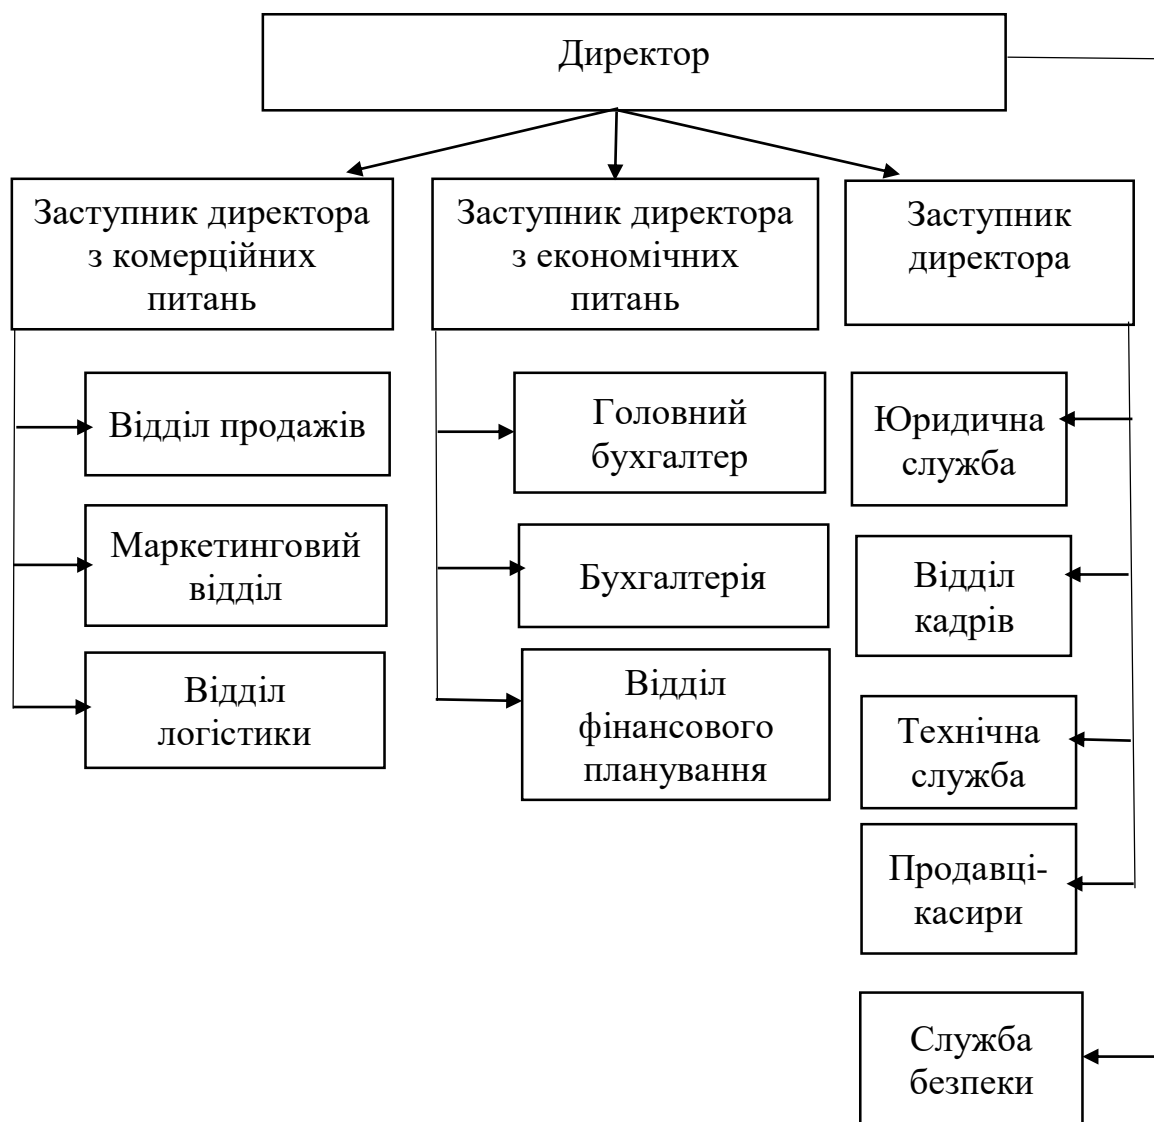 Директор
Заступник директора
з комерційних
питань
Заступник директора
з економічних
питань
Заступник
директора
Відділ продажів
Маркетинговий
відділ
Відділ
логістики
Головний
бухгалтер
Бухгалтерія
Відділ
фінансового
планування
Юридична
служба
Відділ
кадрів
Технічна
служба
Продавці-
касири
Служба
безпеки